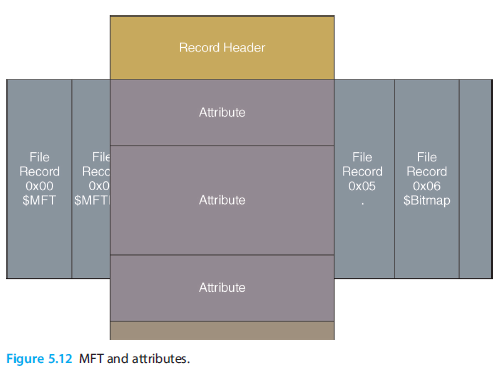 Record Header
Attribute
File
Record
0x00
$MFT
File
Attribute
File
Record
0x05
.
File
Record
0x06
$Bitmap
Attribute
Figure 5.12 MFT and attributes.